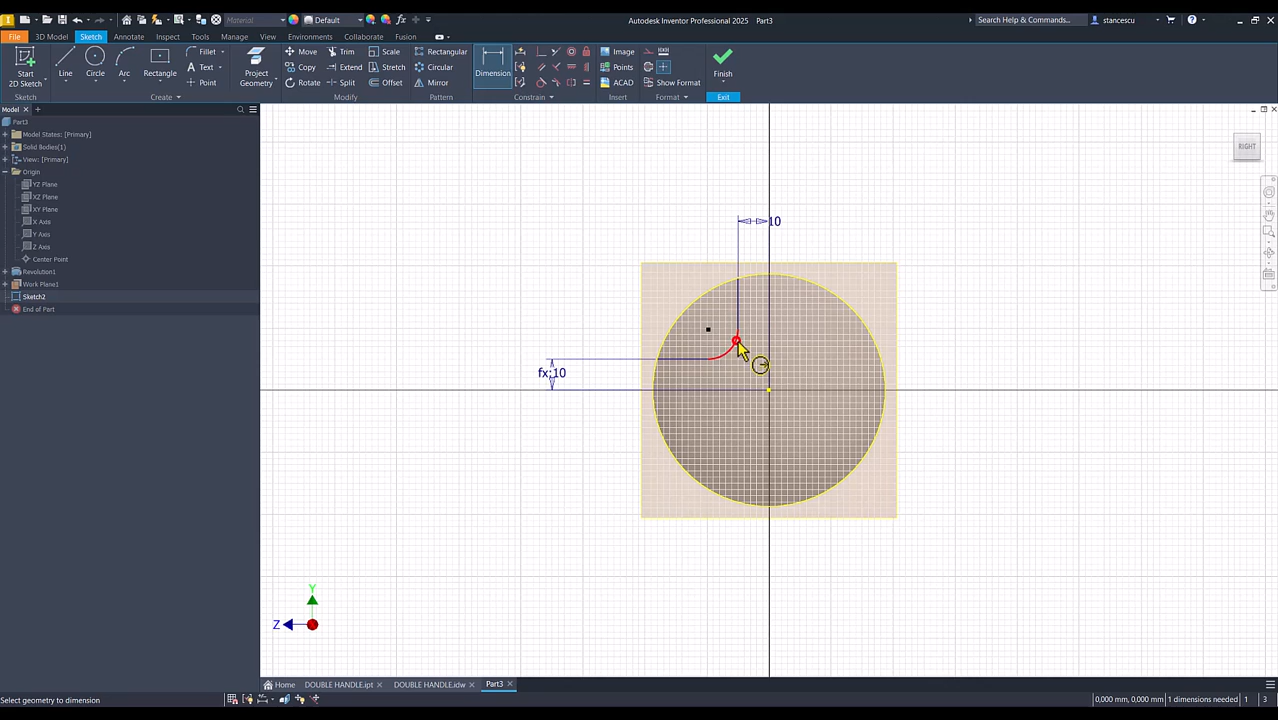 Material
Default
fx
Autodesk Inventor Professional 2025 Part3
Search Help & Commands...
stancescu
File
3D Model
Sketch
Annotate
Inspect
Tools
Manage
View
Environments
Collaborate
Fusion
Start 2D Sketch
Line
Circle
Arc
Rectangle
Fillet
Text
Point
Project Geometry
Move
Copy
Rotate
Trim
Extend
Split
Scale
Stretch
Offset
Rectangular
Circular
Mirror
Dimension
Image
Points
ACAD
Show Format
Finish
Sketch
Create
Modify
Pattern
Constrain
Insert
Format
Exit
Model
Part3
Model States: [Primary]
Solid Bodies(1)
View: [Primary]
Origin
YZ Plane
XZ Plane
XY Plane
X Axis
Y Axis
Z Axis
Center Point
Revolution1
Work Plane1
Sketch2
End of Part
RIGHT
10
fx:10
Y
Z
Home
DOUBLE HANDLE.ipt
DOUBLE HANDLE.idw
Part3
Select geometry to dimension
0,000 mm, 0,000 mm
1 dimensions needed
1
3